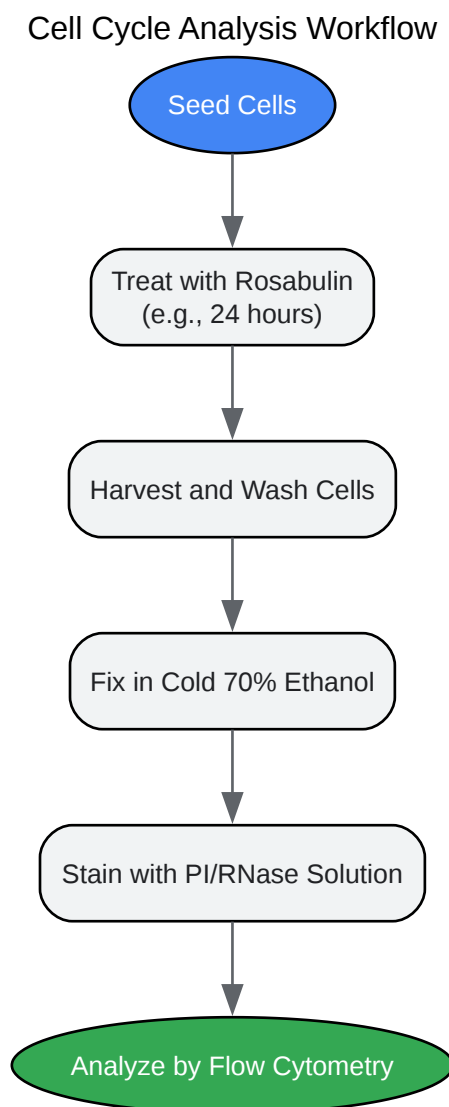 Cell Cycle Analysis Workflow
Seed Cells
Treat with Rosabulin
(e.g., 24 hours)
Harvest and Wash Cells
Fix in Cold 70% Ethanol
Stain with PI/RNase Solution
Analyze by Flow Cytometry